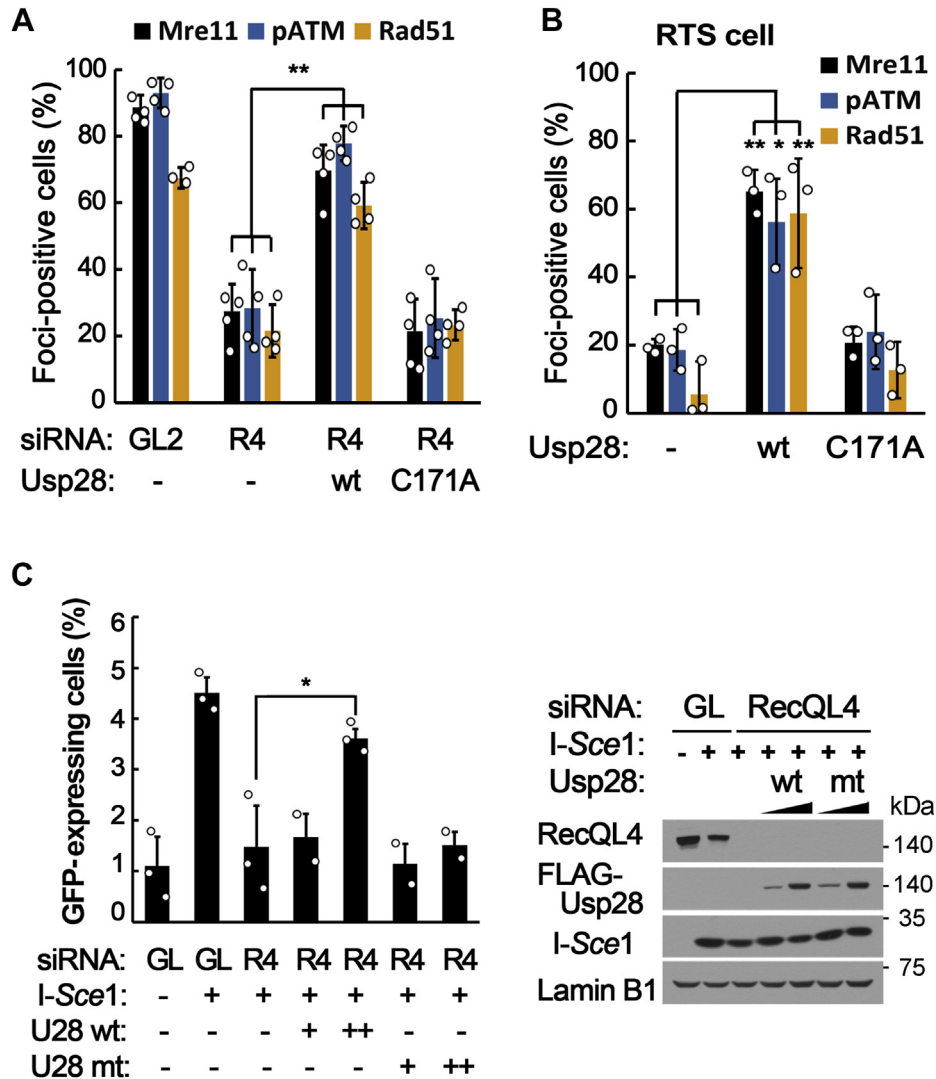 A
Mre11 pATM Rad51
Foci-positive cells (%)
100
80
60
40
20
0
**
siRNA: GL2 R4 R4 R4
Usp28: - - wt C171A
B
RTS cell
Mre11
pATM
Rad51
Foci-positive cells (%)
100
80
60
40
20
0
** * **
Usp28: - wt C171A
C
GFP-expressing cells (%)
6
5
4
3
2
1
0
*
siRNA: GL GL R4 R4 R4 R4 R4
I-Sce1: - + + + + + +
U28 wt: - - - + ++ - -
U28 mt: - - - - - + ++
siRNA: GL RecQL4
I-Sce1: - + + + + + +
Usp28: wt mt
kDa
RecQL4 - 140
FLAG-
Usp28 - 140
35
I-Sce1
- 75
Lamin B1